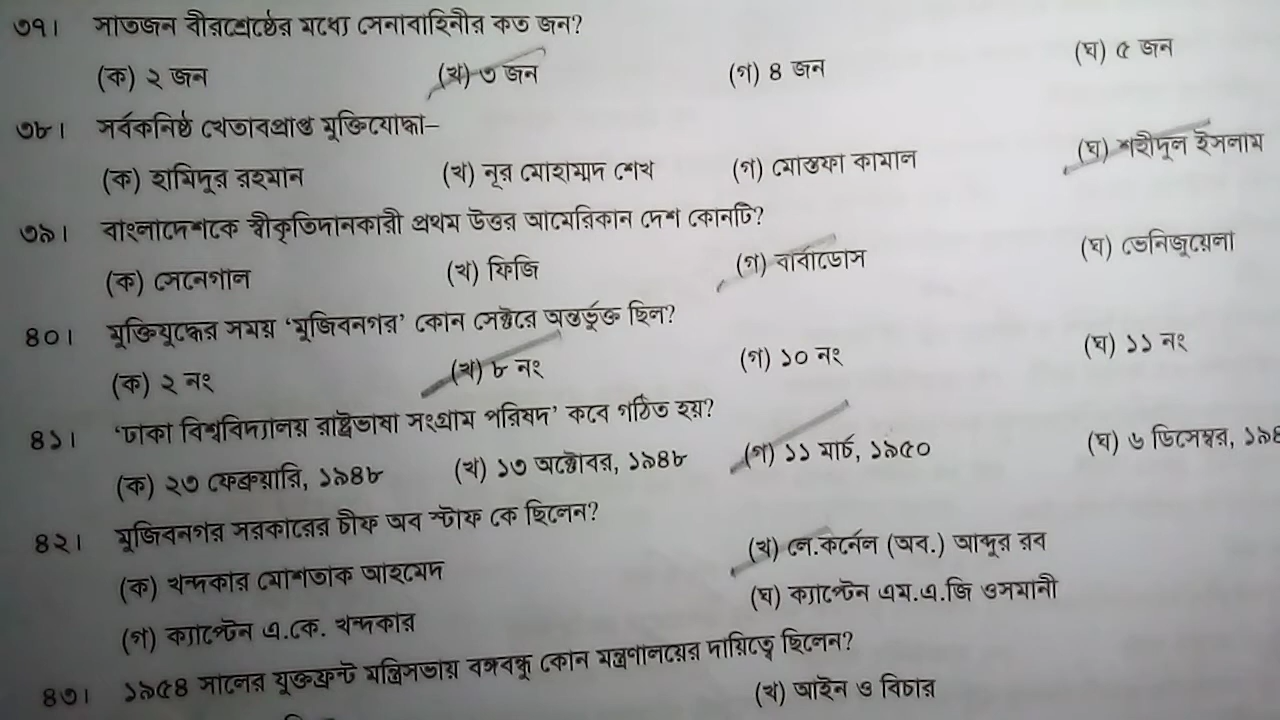 ৩৭। সাতজন বীরশ্রেষ্ঠের মধ্যে সেনাবাহিনীর কত জন?
(ক) ২ জন (খ) ৩ জন (গ) ৪ জন (ঘ) ৫ জন
৩৮। সর্বকনিষ্ঠ খেতাবপ্রাপ্ত মুক্তিযোদ্ধা–
(ক) হামিদুর রহমান (খ) নূর মোহাম্মদ শেখ (গ) মোস্তফা কামাল (ঘ) শহীদুল ইসলাম
৩৯। বাংলাদেশকে স্বীকৃতিদানকারী প্রথম উত্তর আমেরিকান দেশ কোনটি?
(ক) সেনেগাল (খ) ফিজি (গ) বার্বাডোস (ঘ) ভেনিজুয়েলা
৪০। মুক্তিযুদ্ধের সময় ‘মুজিবনগর’ কোন সেক্টরে অন্তর্ভুক্ত ছিল?
(ক) ২ নং (খ) ৮ নং (গ) ১০ নং (ঘ) ১১ নং
৪১। ‘ঢাকা বিশ্ববিদ্যালয় রাষ্ট্রভাষা সংগ্রাম পরিষদ’ কবে গঠিত হয়?
(ক) ২৩ ফেব্রুয়ারি, ১৯৪৮ (খ) ১৩ অক্টোবর, ১৯৪৮ (গ) ১১ মার্চ, ১৯৫০ (ঘ) ৬ ডিসেম্বর, ১৯৪
৪২। মুজিবনগর সরকারের চীফ অব স্টাফ কে ছিলেন?
(ক) খন্দকার মোশতাক আহমেদ (খ) লে.কর্নেল (অব.) আব্দুর রব
(গ) ক্যাপ্টেন এ.কে. খন্দকার (ঘ) ক্যাপ্টেন এম.এ.জি ওসমানী
৪৩। ১৯৫৪ সালের যুক্তফ্রন্ট মন্ত্রিসভায় বঙ্গবন্ধু কোন মন্ত্রণালয়ের দায়িত্বে ছিলেন?
(খ) আইন ও বিচার